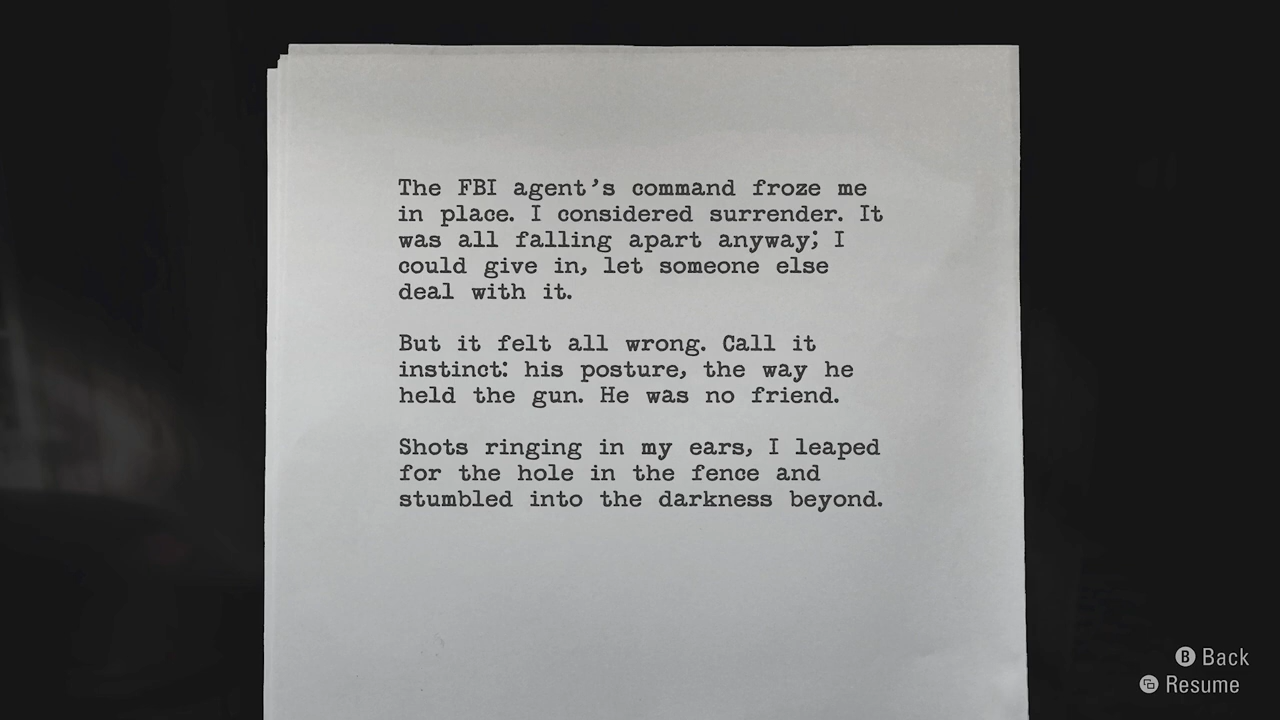 The FBI agent's command froze me
in place. I considered surrender. It
was all falling apart anyway; I
could give in, let someone else
deal with it.
But it felt all wrong. Call it
instinct: his posture, the way he
held the gun. He was no friend.
Shots ringing in my ears, I leaped
for the hole in the fence and
stumbled into the darkness beyond.
B Back
Resume